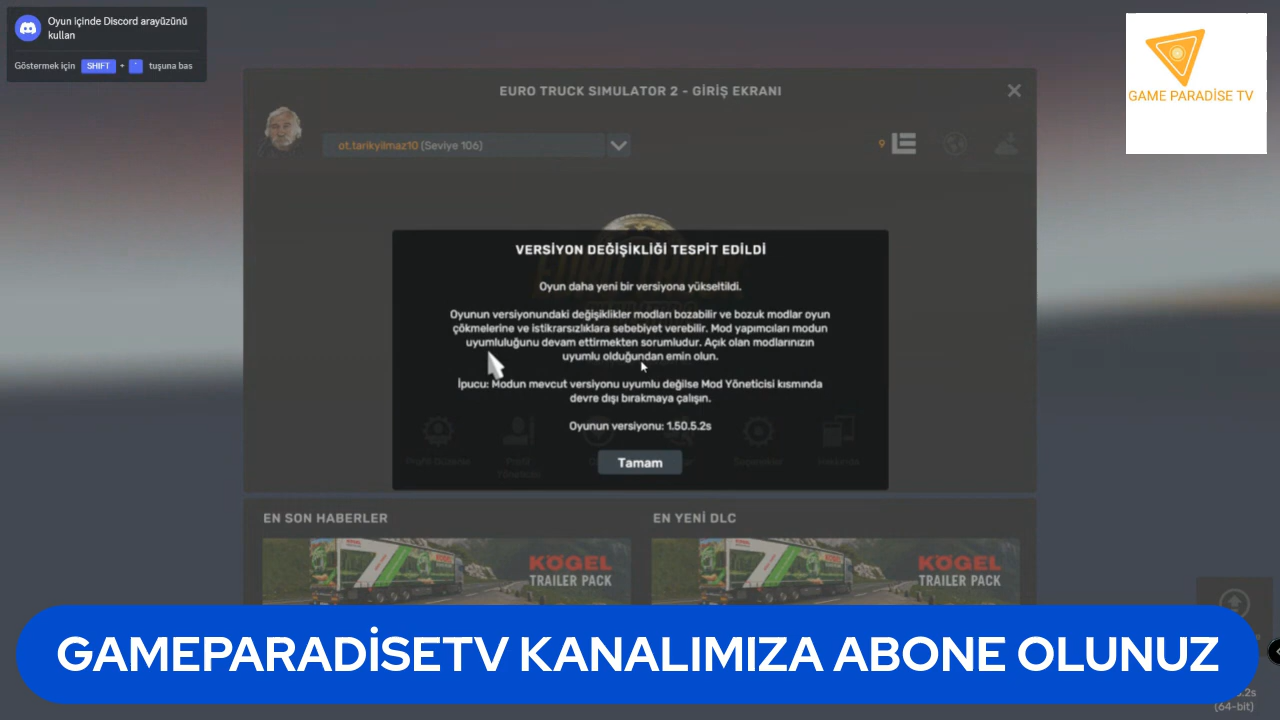 Oyun içinde Discord arayüzünü
kullan
Göstermek için SHIFT + ` tuşuna bas
GAME PARADİSE TV
EURO TRUCK SIMULATOR 2 - GİRİŞ EKRANI
ot.tarikyilmaz10 (Seviye 106)
9
VERSİYON DEĞİŞİKLİĞİ TESPİT EDİLDİ
Oyun daha yeni bir versiyona yükseltildi.
Oyunun versiyonundaki değişiklikler modları bozabilir ve bozuk modlar oyun
çökmelerine ve istikrarsızlıklara sebebiyet verebilir. Mod yapımcıları modun
uyumluluğunu devam ettirmekten sorumludur. Açık olan modlarınızın
uyumlu olduğundan emin olun.
İpucu: Modun mevcut versiyonu uyumlu değilse Mod Yöneticisi kısmında
devre dışı bırakmaya çalışın.
Oyunun versiyonu: 1.50.5.2s
Tamam
EN SON HABERLER
EN YENİ DLC
KÖGEL
TRAILER PACK
KÖGEL
TRAILER PACK
GAMEPARADİSETV KANALIMIZA ABONE OLUNUZ
(64-bit)